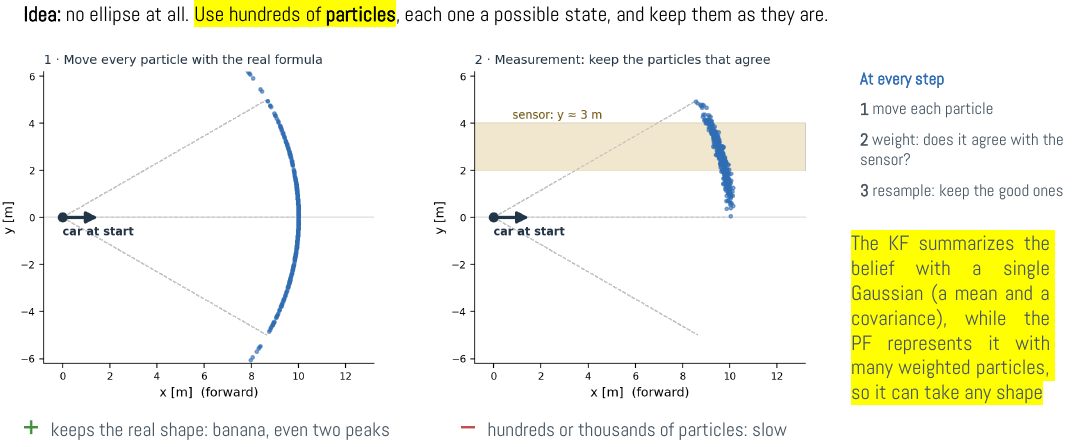 Idea: no ellipse at all. Use hundreds of particles, each one a possible state, and keep them as they are.
1 · Move every particle with the real formula
6
4
2
0
−2
−4
−6
y [m]
car at start
0
2
4
6
8
10
12
x [m] (forward)
2 · Measurement: keep the particles that agree
6
4
2
0
−2
−4
−6
y [m]
sensor: y ≈ 3 m
car at start
0
2
4
6
8
10
12
x [m] (forward)
At every step
1 move each particle
2 weight: does it agree with the
sensor?
3 resample: keep the good ones
The KF summarizes the
belief with a single
Gaussian (a mean and a
covariance), while the
PF represents it with
many weighted particles,
so it can take any shape
+ keeps the real shape: banana, even two peaks
− hundreds or thousands of particles: slow